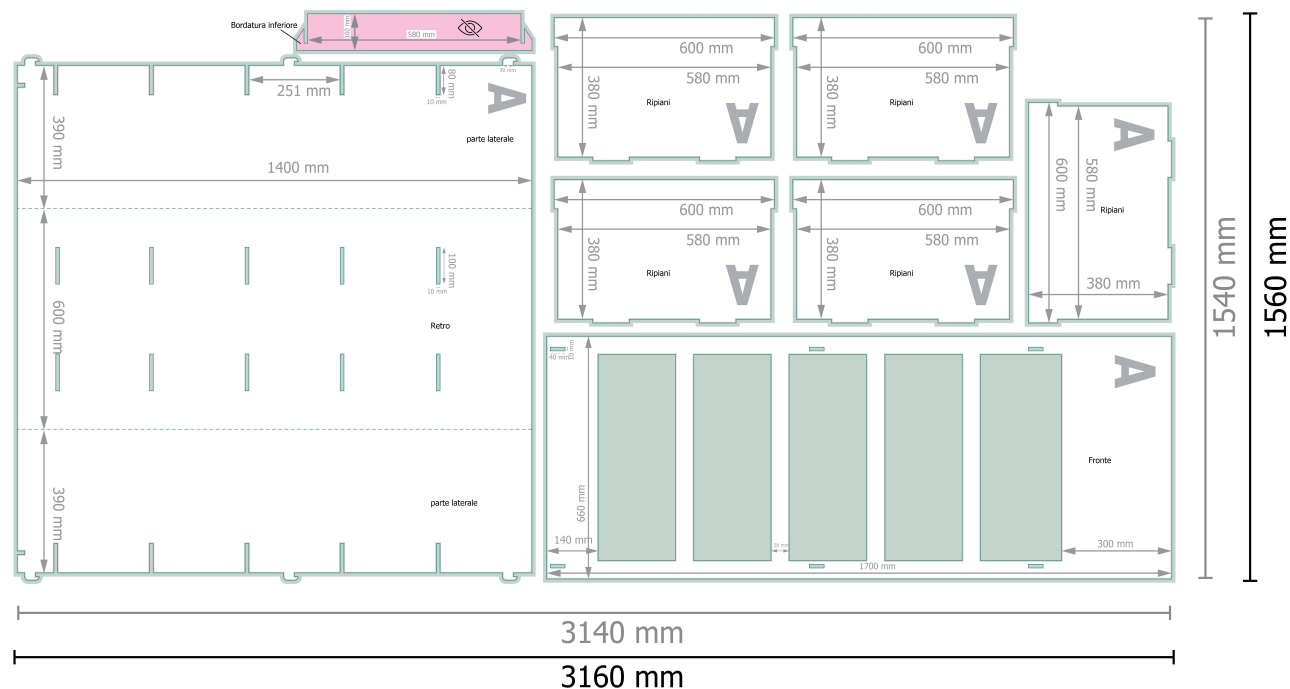 Bordatura inferiore
100 mm
580 mm
A
251 mm
80 mm
10 mm
30 mm
390 mm
parte laterale
1400 mm
100 mm
10 mm
600 mm
Retro
390 mm
parte laterale
600 mm
580 mm
380 mm
Ripiani
A
600 mm
580 mm
380 mm
Ripiani
A
600 mm
580 mm
380 mm
Ripiani
A
600 mm
580 mm
380 mm
Ripiani
A
A
600 mm
580 mm
Ripiani
380 mm
40 mm
A
Fronte
660 mm
140 mm
300 mm
1700 mm
1540 mm
1560 mm
3140 mm
3160 mm